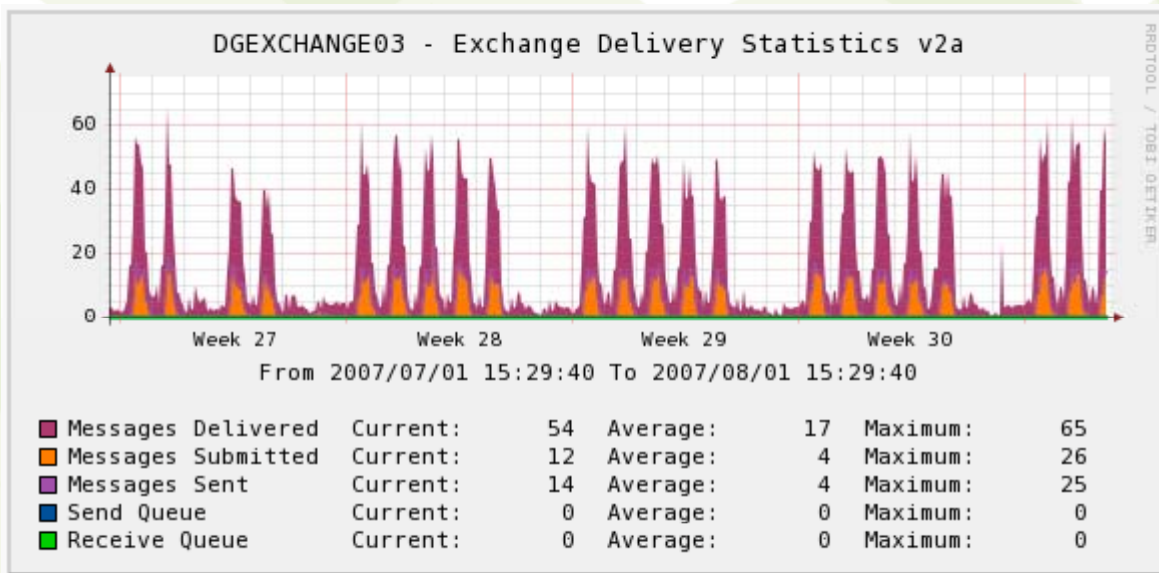 DGEXCHANGE03 - Exchange Delivery Statistics v2a
RRDTOOL / TOBI OETIKER
60
40
20
0
Week 27 Week 28 Week 29 Week 30
From 2007/07/01 15:29:40 To 2007/08/01 15:29:40
Messages Delivered Current: 54 Average: 17 Maximum: 65
Messages Submitted Current: 12 Average: 4 Maximum: 26
Messages Sent Current: 14 Average: 4 Maximum: 25
Send Queue Current: 0 Average: 0 Maximum: 0
Receive Queue Current: 0 Average: 0 Maximum: 0